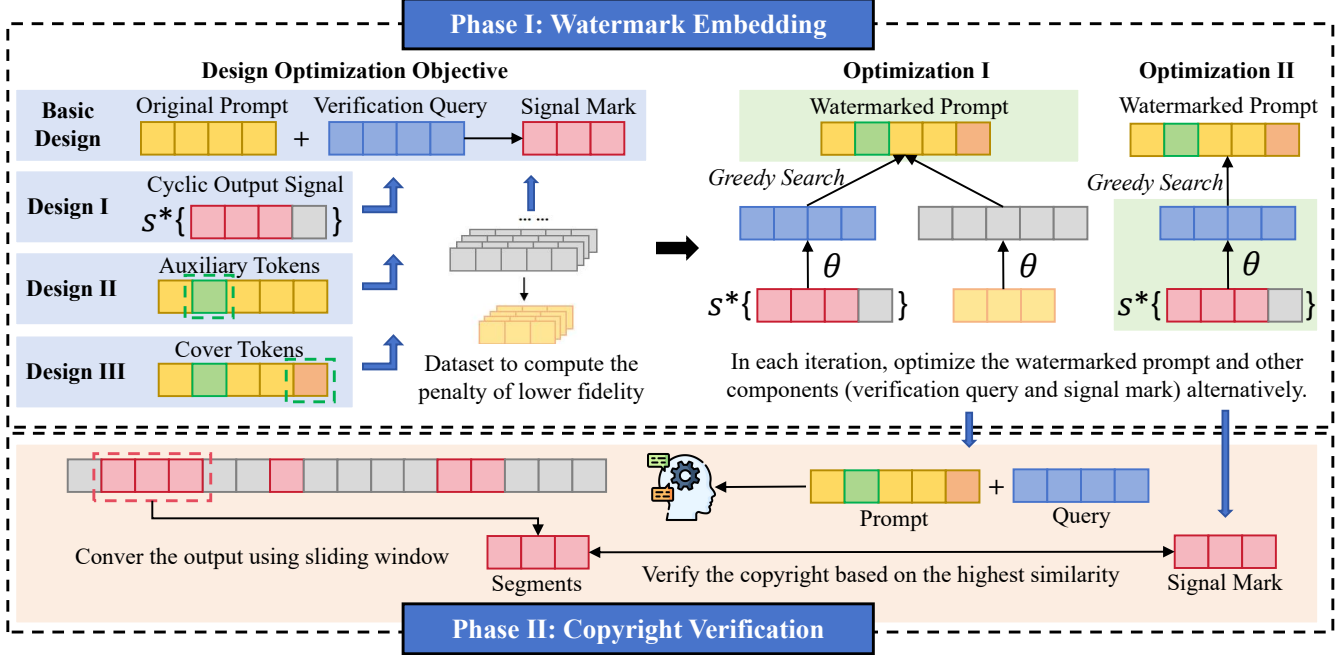 Phase I: Watermark Embedding
Design Optimization Objective
Basic
Design
Original Prompt
+
Verification Query
Signal Mark
Design I
Cyclic Output Signal
s*{ }
Design II
Auxiliary Tokens
Design III
Cover Tokens
... ...
Dataset to compute the
penalty of lower fidelity
Optimization I
Watermarked Prompt
Greedy Search
θ
θ
s*{ }
Optimization II
Watermarked Prompt
Greedy Search
θ
s*{ }
In each iteration, optimize the watermarked prompt and other
components (verification query and signal mark) alternatively.
Prompt
+
Query
Conver the output using sliding window
Segments
Verify the copyright based on the highest similarity
Signal Mark
Phase II: Copyright Verification